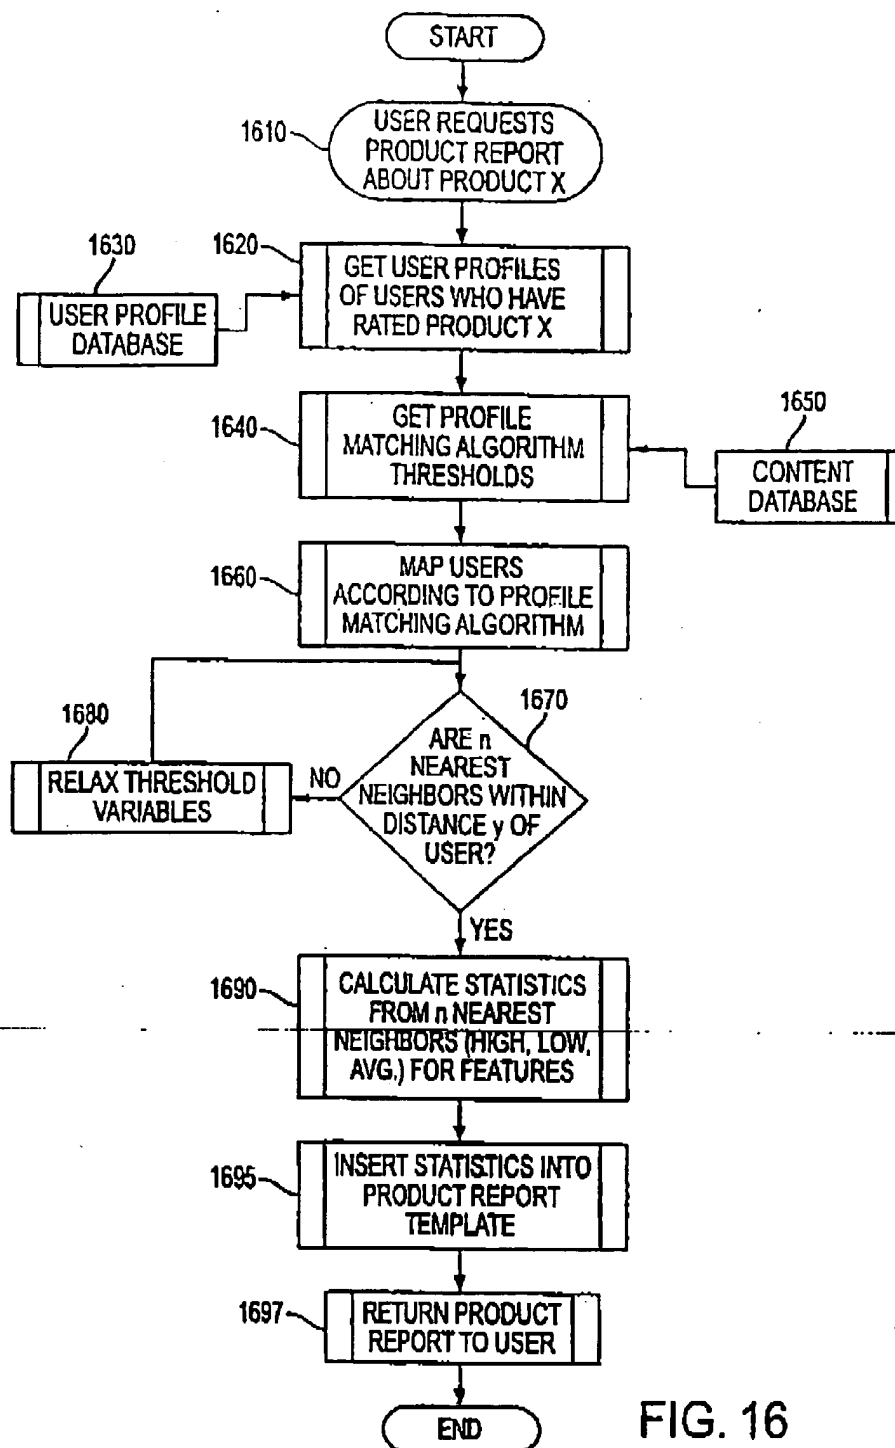 START
1610
USER REQUESTS
PRODUCT REPORT
ABOUT PRODUCT X
1630
USER PROFILE
DATABASE
1620
GET USER PROFILES
OF USERS WHO HAVE
RATED PRODUCT X
1640
GET PROFILE
MATCHING ALGORITHM
THRESHOLDS
1650
CONTENT
DATABASE
1660
MAP USERS
ACCORDING TO PROFILE
MATCHING ALGORITHM
1670
ARE n
NEAREST
NEIGHBORS WITHIN
DISTANCE y OF
USER?
NO
1680
RELAX THRESHOLD
VARIABLES
YES
1690
CALCULATE STATISTICS
FROM n NEAREST
NEIGHBORS (HIGH, LOW,
AVG.) FOR FEATURES
1695
INSERT STATISTICS INTO
PRODUCT REPORT
TEMPLATE
1697
RETURN PRODUCT
REPORT TO USER
END
FIG. 16